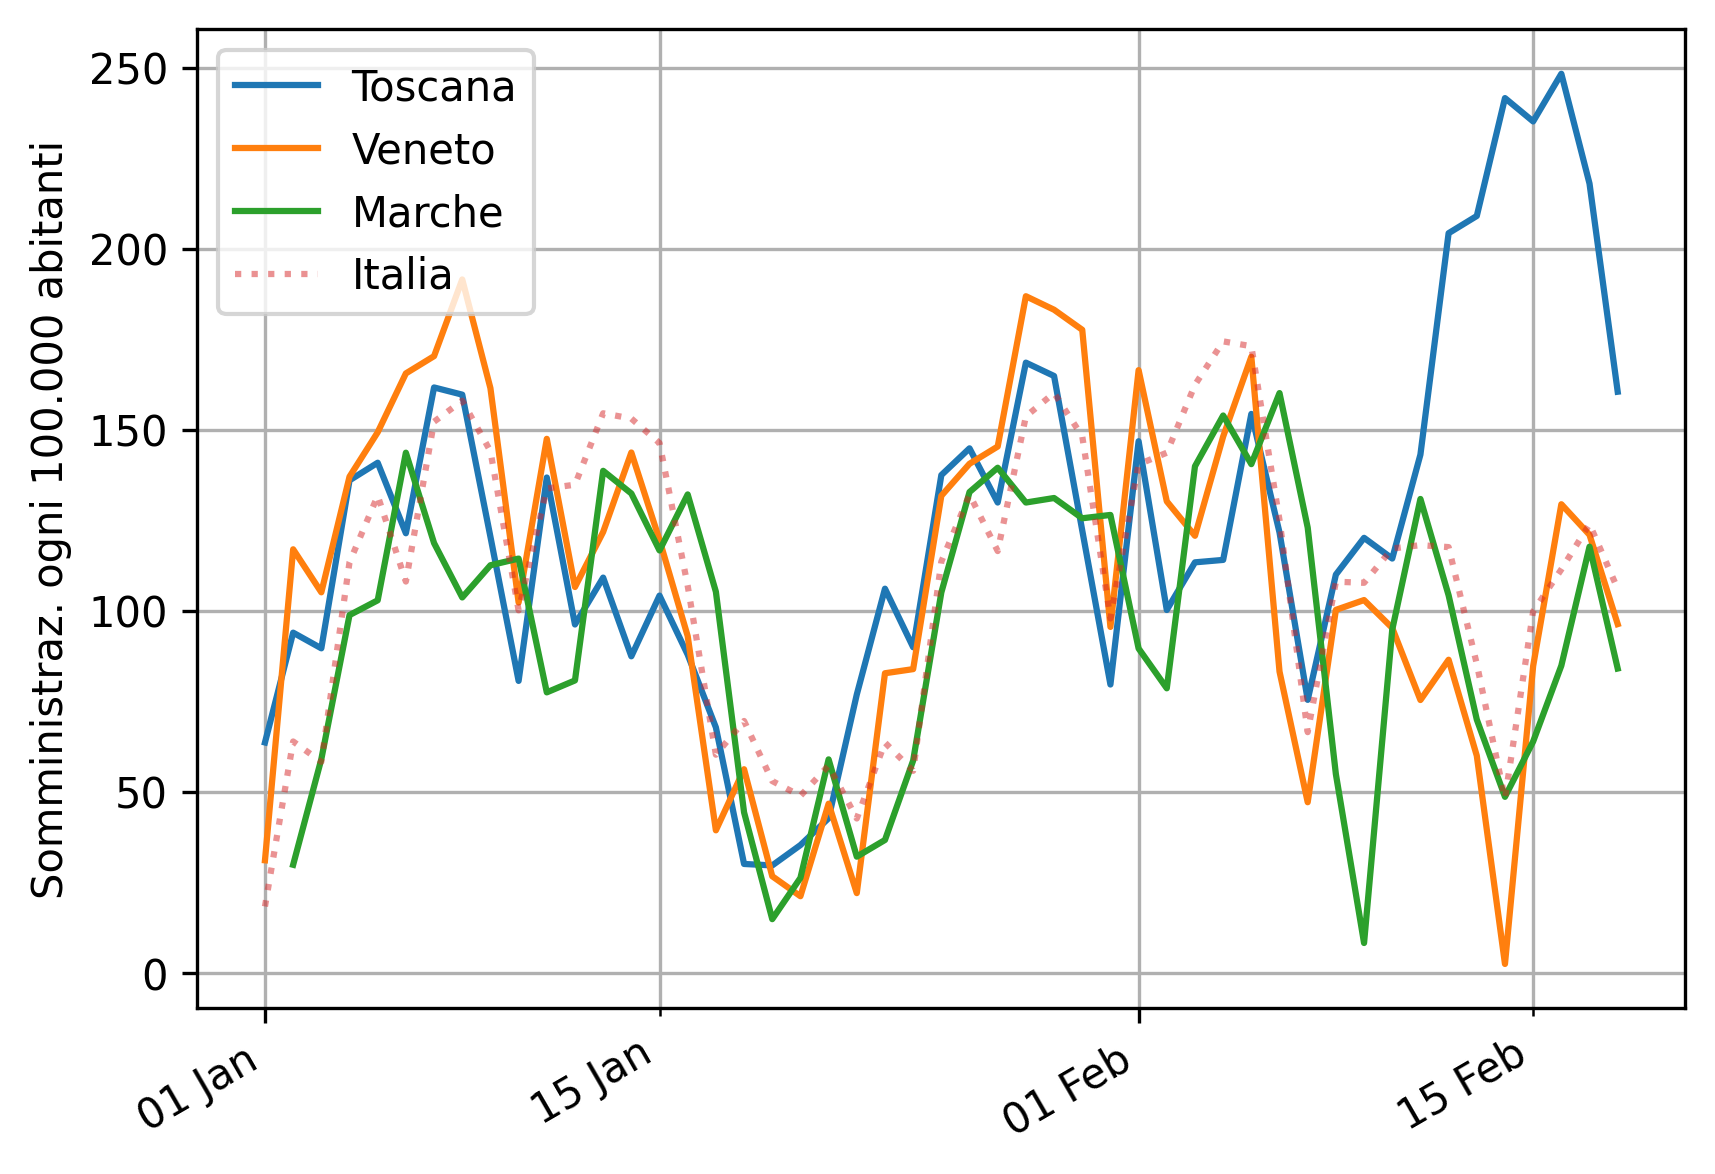 Sommnistraz. ogni 100.000 abitanti
250
200
150
100
50
0
Toscana
Veneto
Marche
Italia
01 Jan
15 Jan
01 Feb
15 Feb